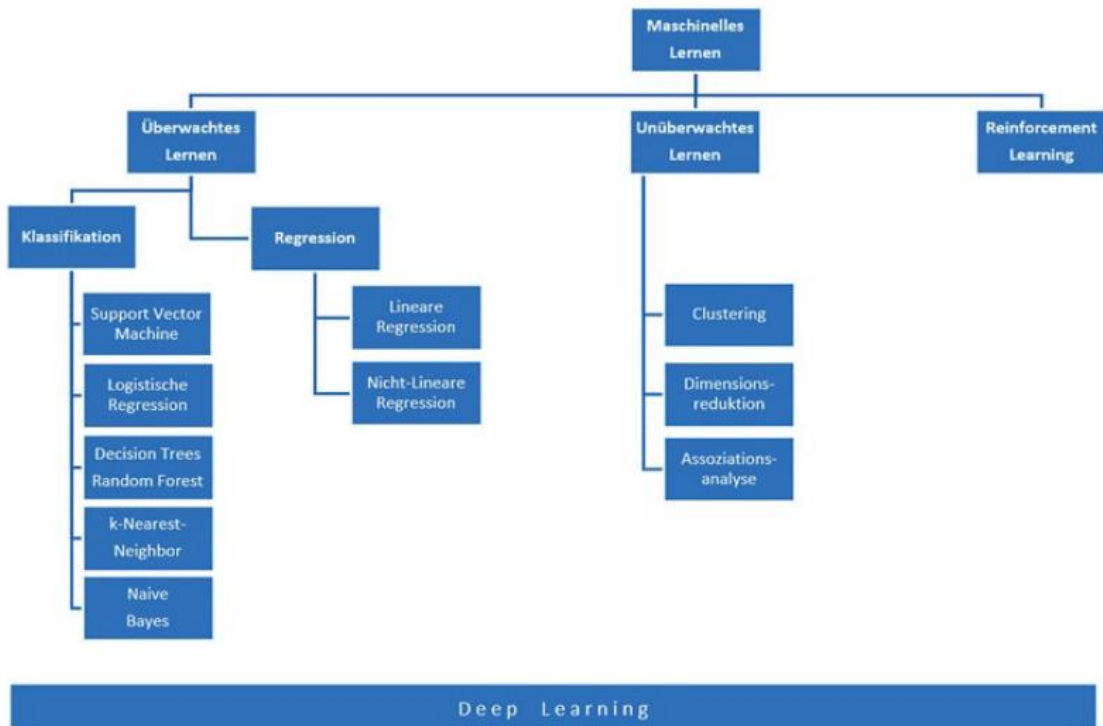 Maschinelles
Lernen
Überwachtes
Lernen
Unüberwachtes
Lernen
Reinforcement
Learning
Klassifikation
Regression
Support Vector
Machine
Logistische
Regression
Decision Trees
Random Forest
k-Nearest-
Neighbor
Naive
Bayes
Lineare
Regression
Nicht-Lineare
Regression
Clustering
Dimensions-
reduktion
Assoziations-
analyse
Deep Learning